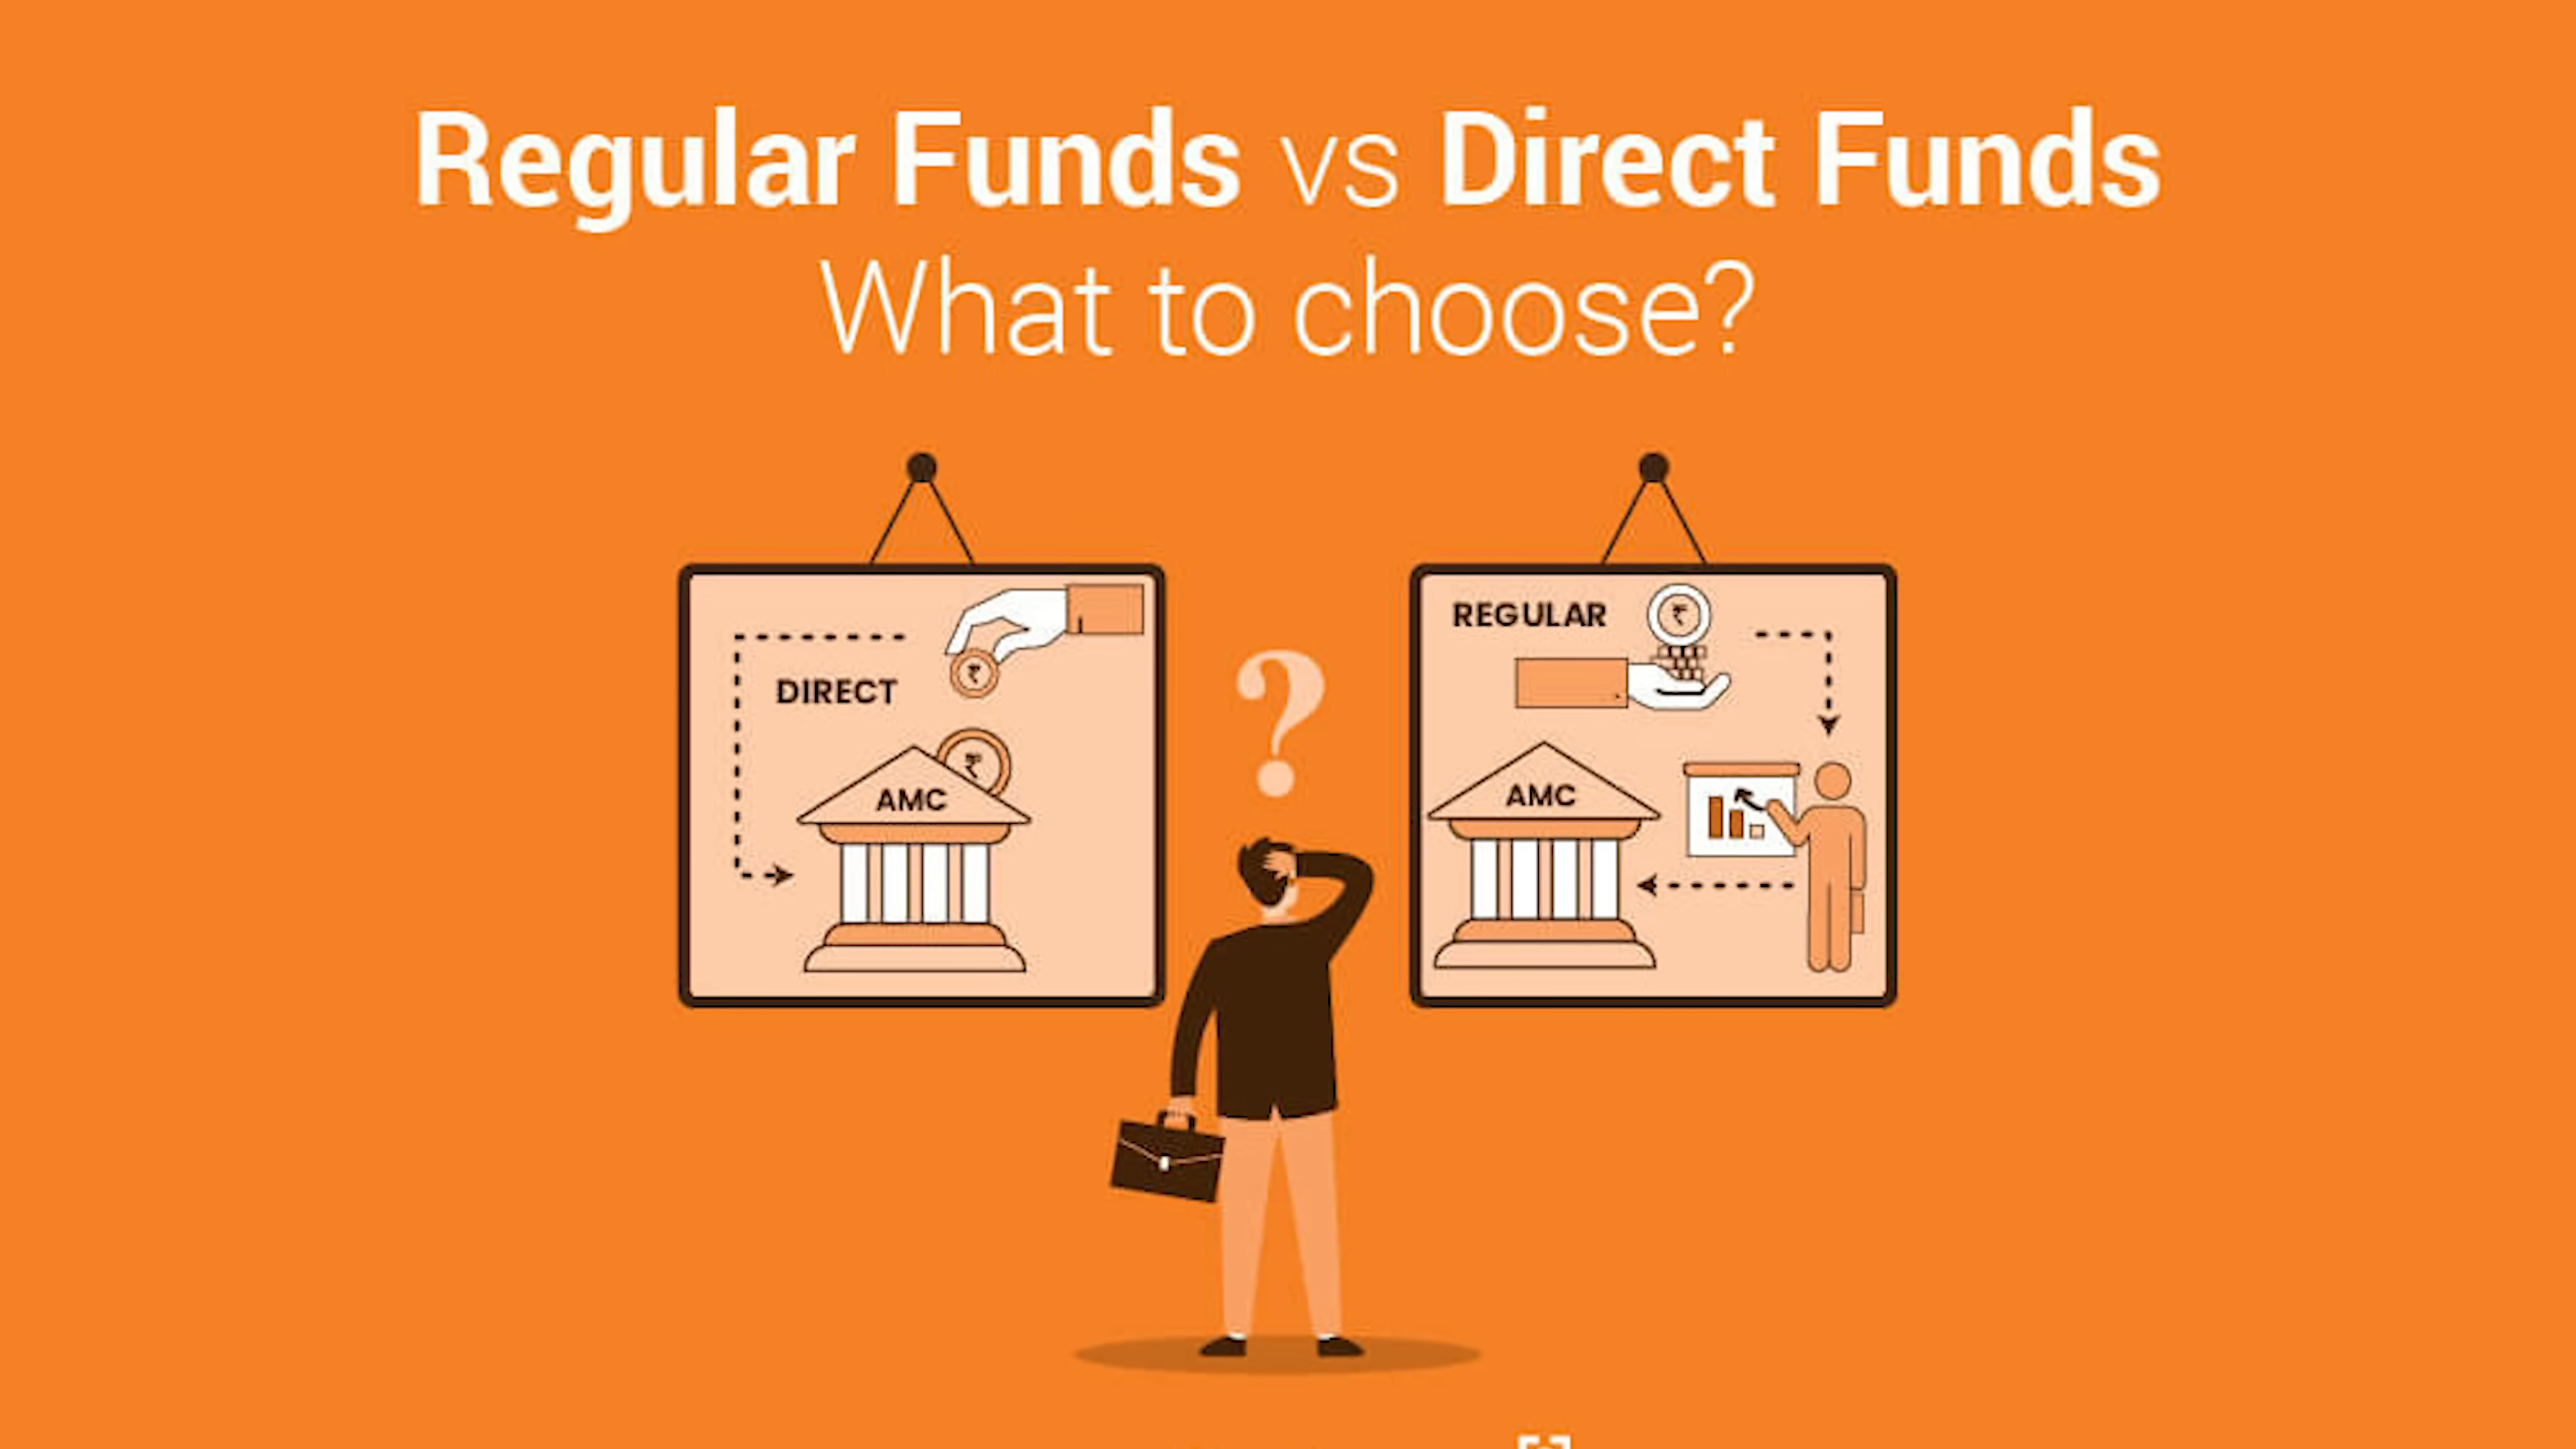 Regular Funds vs Direct Funds
What to choose?
DIRECT
₹
₹
AMC
?
REGULAR
₹
AMC